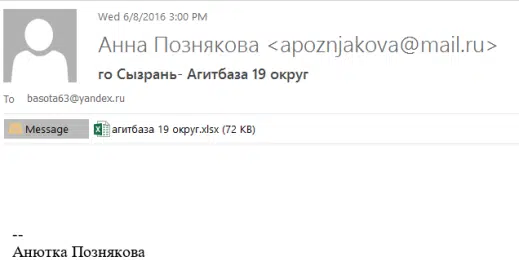 Wed 6/8/2016 3:00 PM
Анна Познякова <apoznjakova@mail.ru>
го Сызрань- Агитбаза 19 округ
To basota63@yandex.ru
Message агитбаза 19 округ.xlsx (72 KB)
--
Анютка Познякова